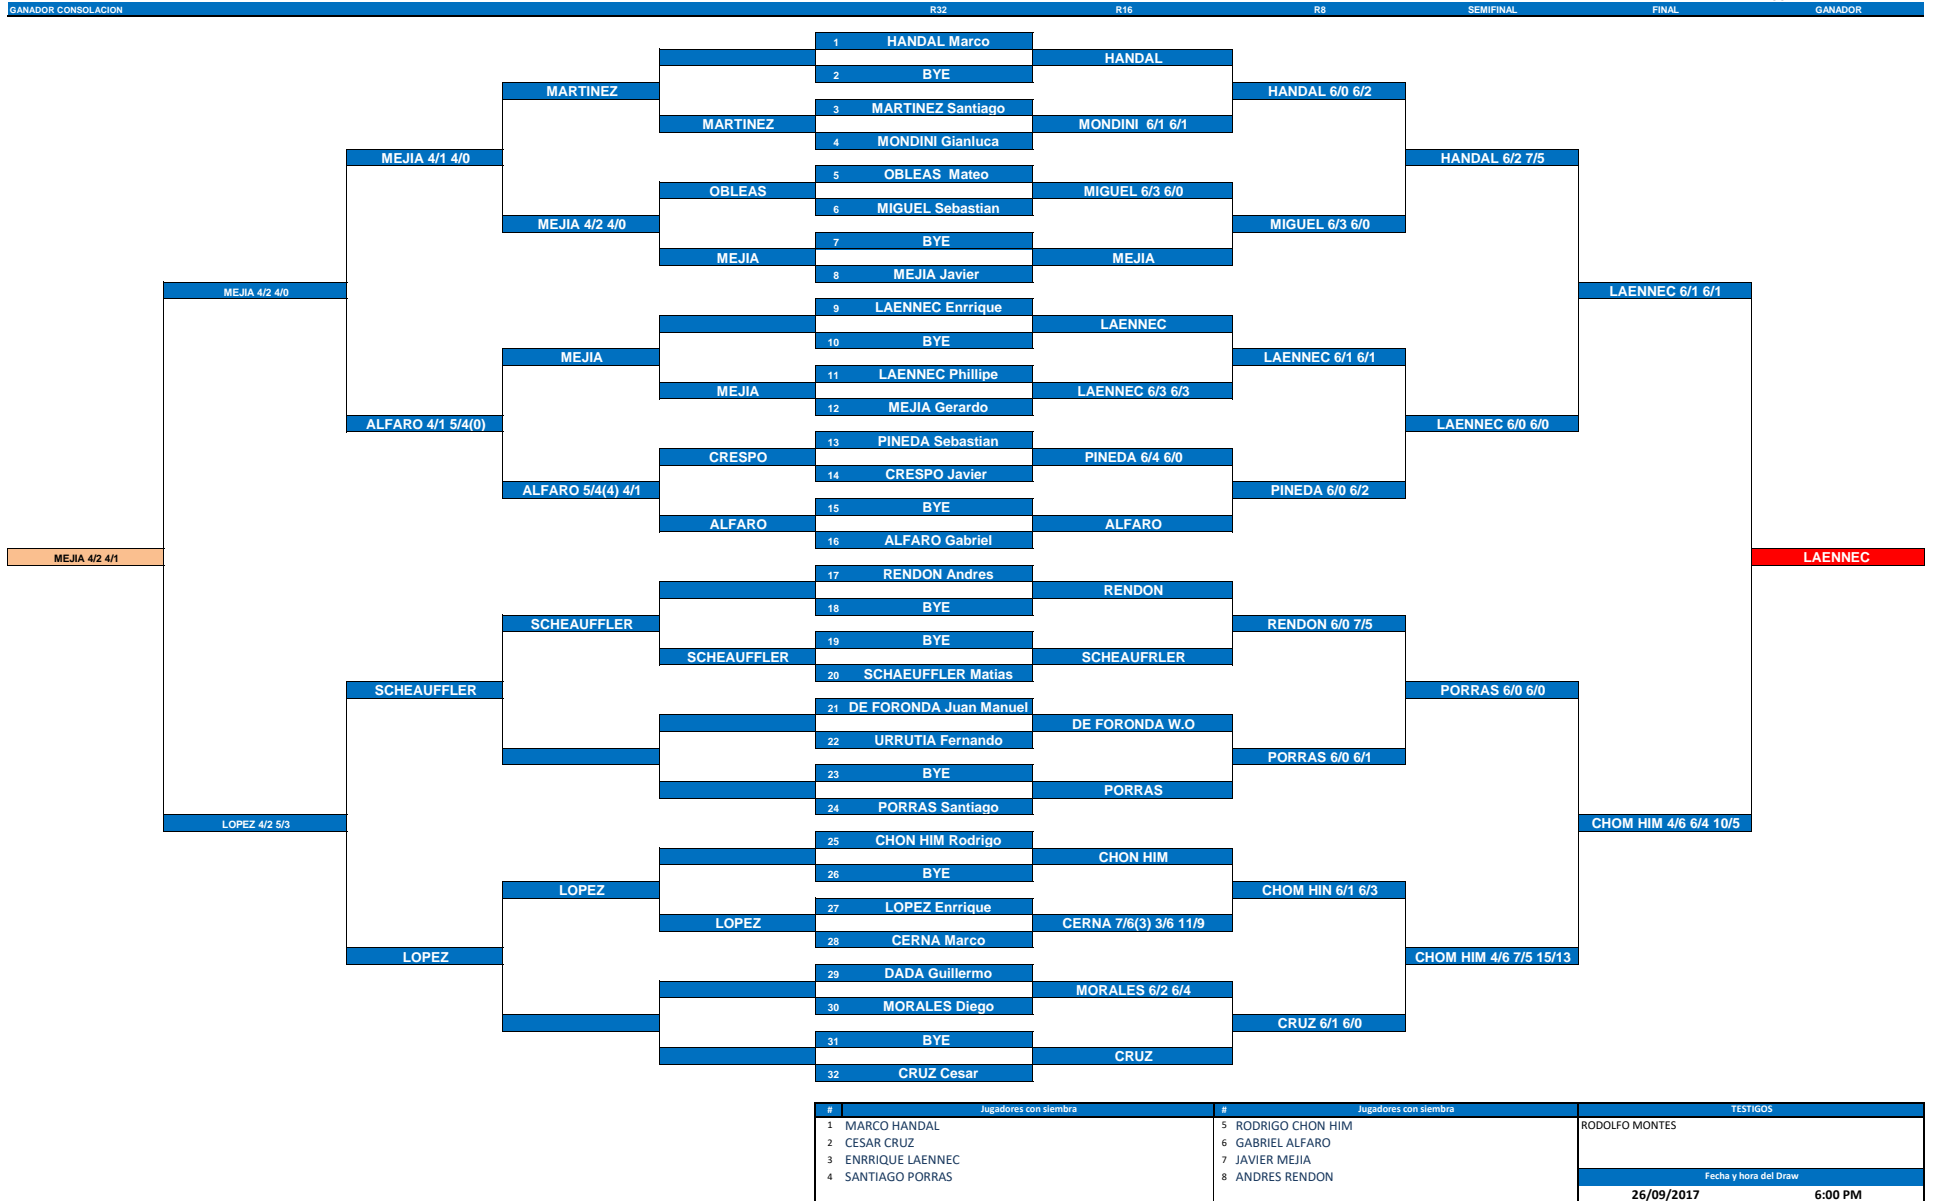 GANADOR CONSOLACION R32 R16 R8 SEMIFINAL FINAL GANADOR
1 HANDAL Marco
HANDAL
2 BYE
MARTINEZ HANDAL 6/0 6/2
3 MARTINEZ Santiago
MARTINEZ MONDINI 6/1 6/1
4 MONDINI Gianluca
MEJIA 4/1 4/0 HANDAL 6/2 7/5
5 OBLEAS Mateo
OBLEAS MIGUEL 6/3 6/0
6 MIGUEL Sebastian
MEJIA 4/2 4/0 MIGUEL 6/3 6/0
7 BYE
MEJIA MEJIA
8 MEJIA Javier
MEJIA 4/2 4/0 LAENNEC 6/1 6/1
9 LAENNEC Enrrique
LAENNEC
10 BYE
MEJIA LAENNEC 6/1 6/1
11 LAENNEC Phillipe
MEJIA LAENNEC 6/3 6/3
12 MEJIA Gerardo
ALFARO 4/1 5/4(0) LAENNEC 6/0 6/0
13 PINEDA Sebastian
CRESPO PINEDA 6/4 6/0
14 CRESPO Javier
ALFARO 5/4(4) 4/1 PINEDA 6/0 6/2
15 BYE
ALFARO ALFARO
16 ALFARO Gabriel
MEJIA 4/2 4/1 LAENNEC
17 RENDON Andres
RENDON
18 BYE
SCHEAUFFLER RENDON 6/0 7/5
19 BYE
SCHEAUFFLER SCHEAUFRLER
20 SCHAEUFFLER Matias
SCHEAUFFLER PORRAS 6/0 6/0
21 DE FORONDA Juan Manuel
DE FORONDA W.O
22 URRUTIA Fernando
PORRAS 6/0 6/1
23 BYE
PORRAS
24 PORRAS Santiago
LOPEZ 4/2 5/3 CHOM HIM 4/6 6/4 10/5
25 CHON HIM Rodrigo
CHON HIM
26 BYE
LOPEZ CHOM HIN 6/1 6/3
27 LOPEZ Enrrique
LOPEZ CERNA 7/6(3) 3/6 11/9
28 CERNA Marco
LOPEZ CHOM HIM 4/6 7/5 15/13
29 DADA Guillermo
MORALES 6/2 6/4
30 MORALES Diego
CRUZ 6/1 6/0
31 BYE
CRUZ
32 CRUZ Cesar
# Jugadores con siembra # Jugadores con siembra TESTIGOS
1 MARCO HANDAL 5 RODRIGO CHON HIM RODOLFO MONTES
2 CESAR CRUZ 6 GABRIEL ALFARO
3 ENRRIQUE LAENNEC 7 JAVIER MEJIA
4 SANTIAGO PORRAS 8 ANDRES RENDON Fecha y hora del Draw
26/09/2017 6:00 PM